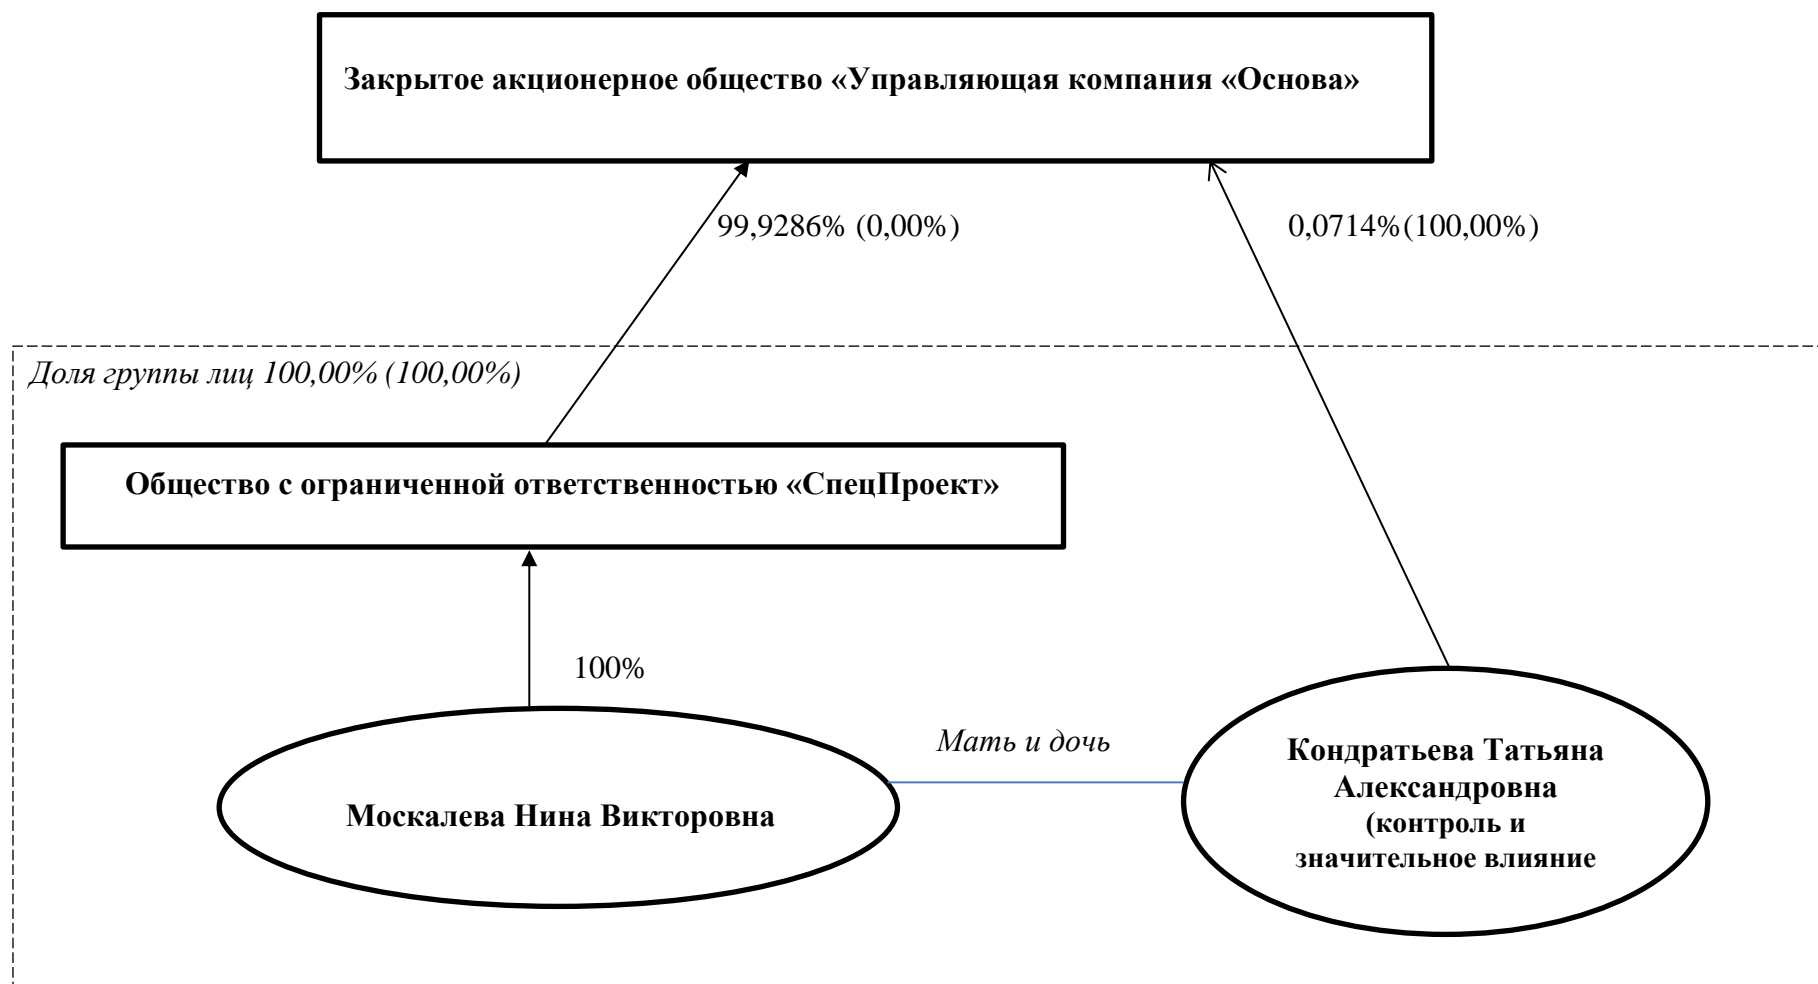 Закрытое акционерное общество «Управляющая компания «Основа»
99,9286% (0,00%)
0,0714%(100,00%)
Доля группы лиц 100,00% (100,00%)
Общество с ограниченной ответственностью «СпецПроект»
100%
Мать и дочь
Москалева Нина Викторовна
Кондратьева Татьяна
Александровна
(контроль и
значительное влияние